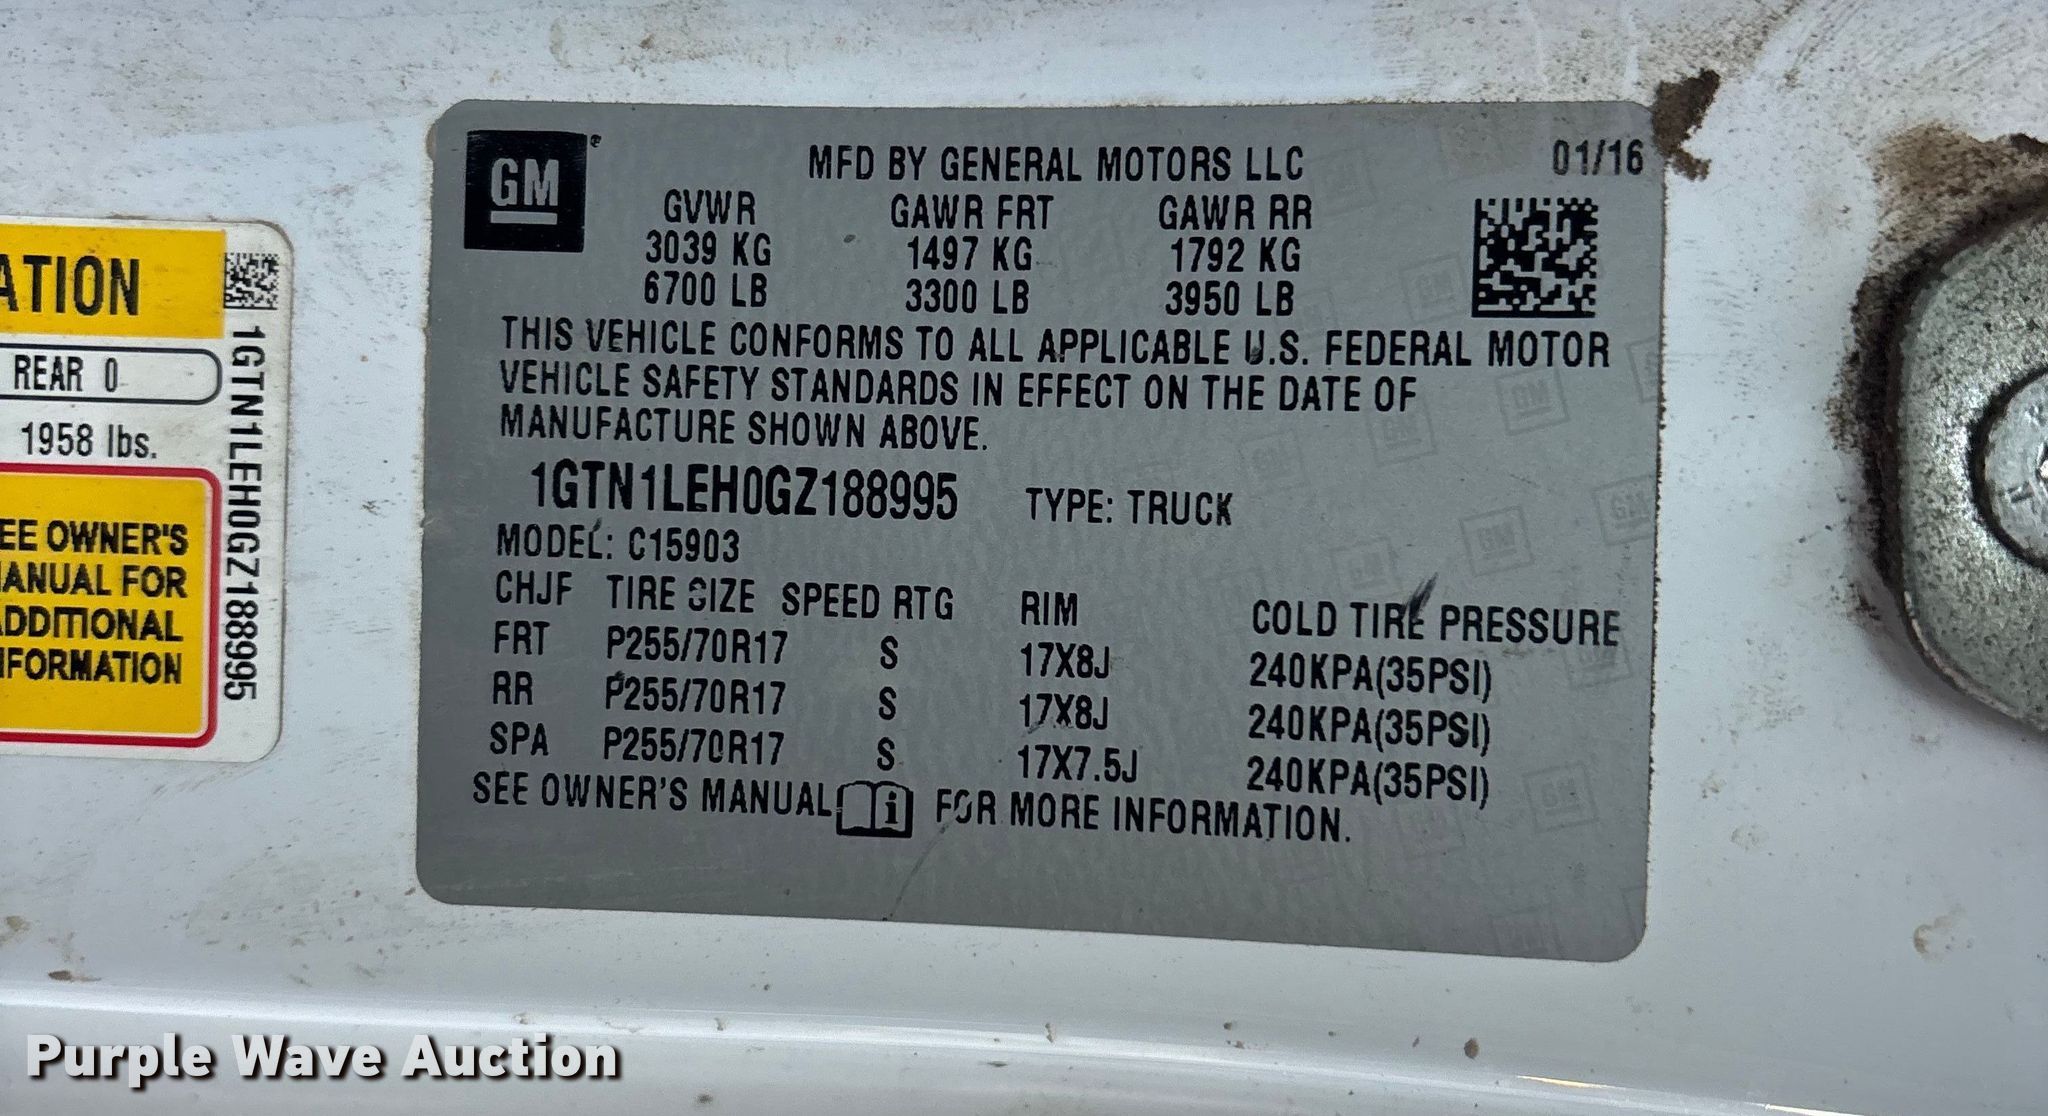 ATION
REAR 0
1958 lbs.
EE OWNER'S
ANUAL FOR
DDITIONAL
NFORMATION
1GTN1LEH0GZ188995
GM
MFD BY GENERAL MOTORS LLC 01/16
GVWR GAWR FRT GAWR RR
3039 KG 1497 KG 1792 KG
6700 LB 3300 LB 3950 LB
THIS VEHICLE CONFORMS TO ALL APPLICABLE U.S. FEDERAL MOTOR
VEHICLE SAFETY STANDARDS IN EFFECT ON THE DATE OF
MANUFACTURE SHOWN ABOVE.
1GTN1LEH0GZ188995 TYPE: TRUCK
MODEL: C15903
CHJF TIRE SIZE SPEED RTG RIM COLD TIRE PRESSURE
FRT P255/70R17 S 17X8J 240KPA(35PSI)
RR P255/70R17 S 17X8J 240KPA(35PSI)
SPA P255/70R17 S 17X7.5J 240KPA(35PSI)
SEE OWNER'S MANUAL FOR MORE INFORMATION.
Purple Wave Auction